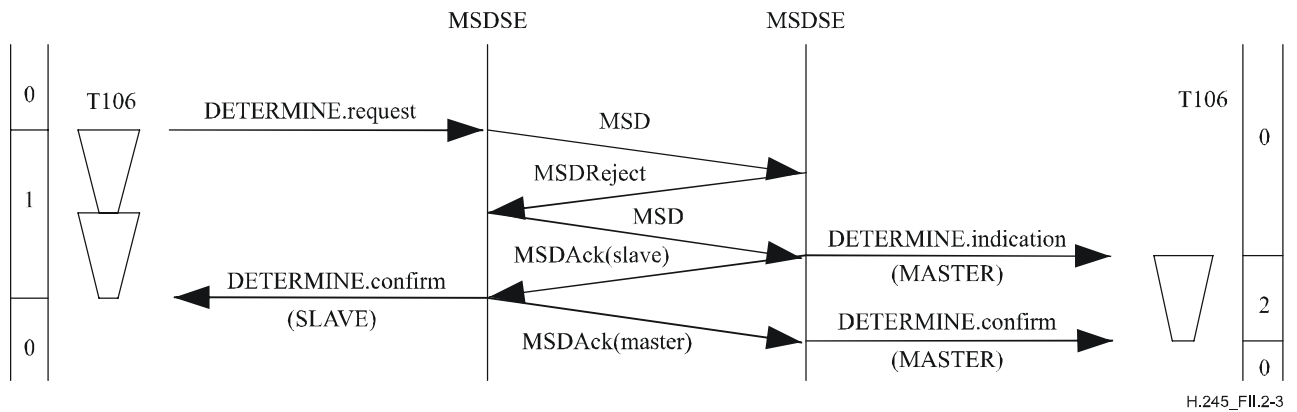 MSDSE MSDSE
0 T106 DETERMINE.request MSD T106 0
MSDReject
1 MSD
MSDAck(slave) DETERMINE.indication
DETERMINE.confirm (MASTER)
(SLAVE) DETERMINE.confirm 2
0 MSDAck(master) (MASTER) 0
H.245_FII.2-3